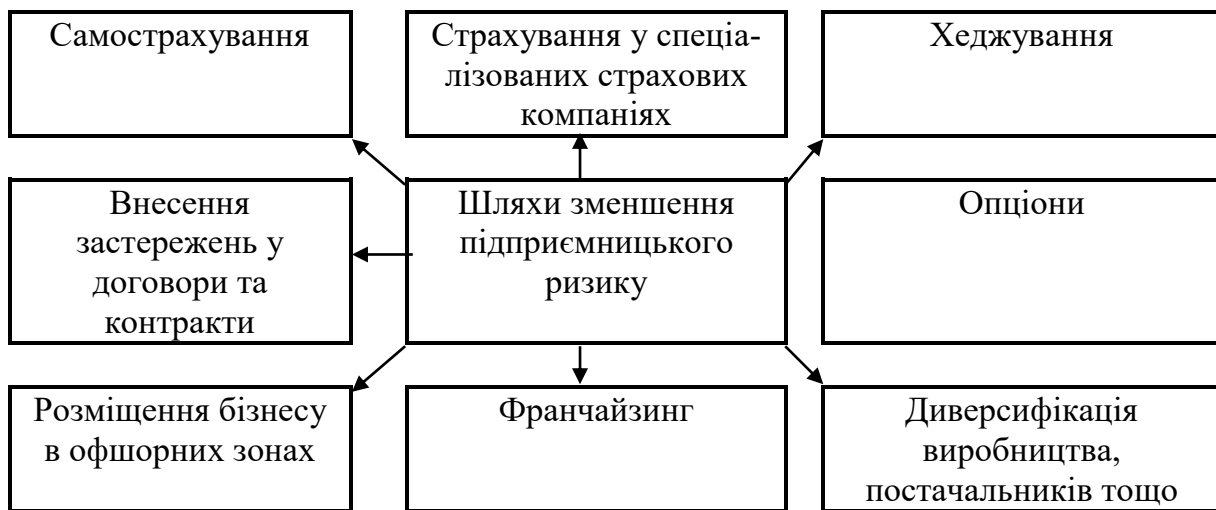 Самострахування
Страхування у спеціа-
лізованих страхових
компаніях
Хеджування
Внесення
застережень у
договори та
контракти
Шляхи зменшення
підприємницького
ризику
Опціони
Розміщення бізнесу
в офшорних зонах
Франчайзинг
Диверсифікація
виробництва,
постачальників тощо